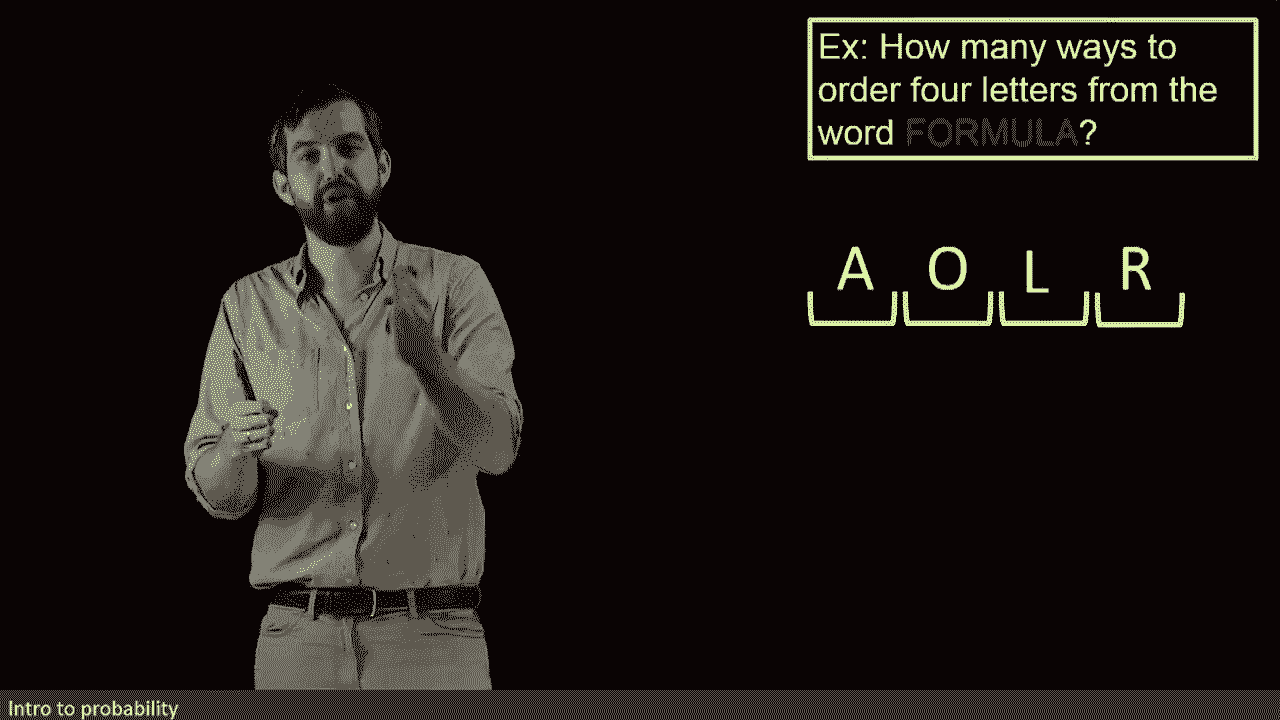 Ex: How many ways to
order four letters from the
word FORMULA?
A O L R
Intro to probability